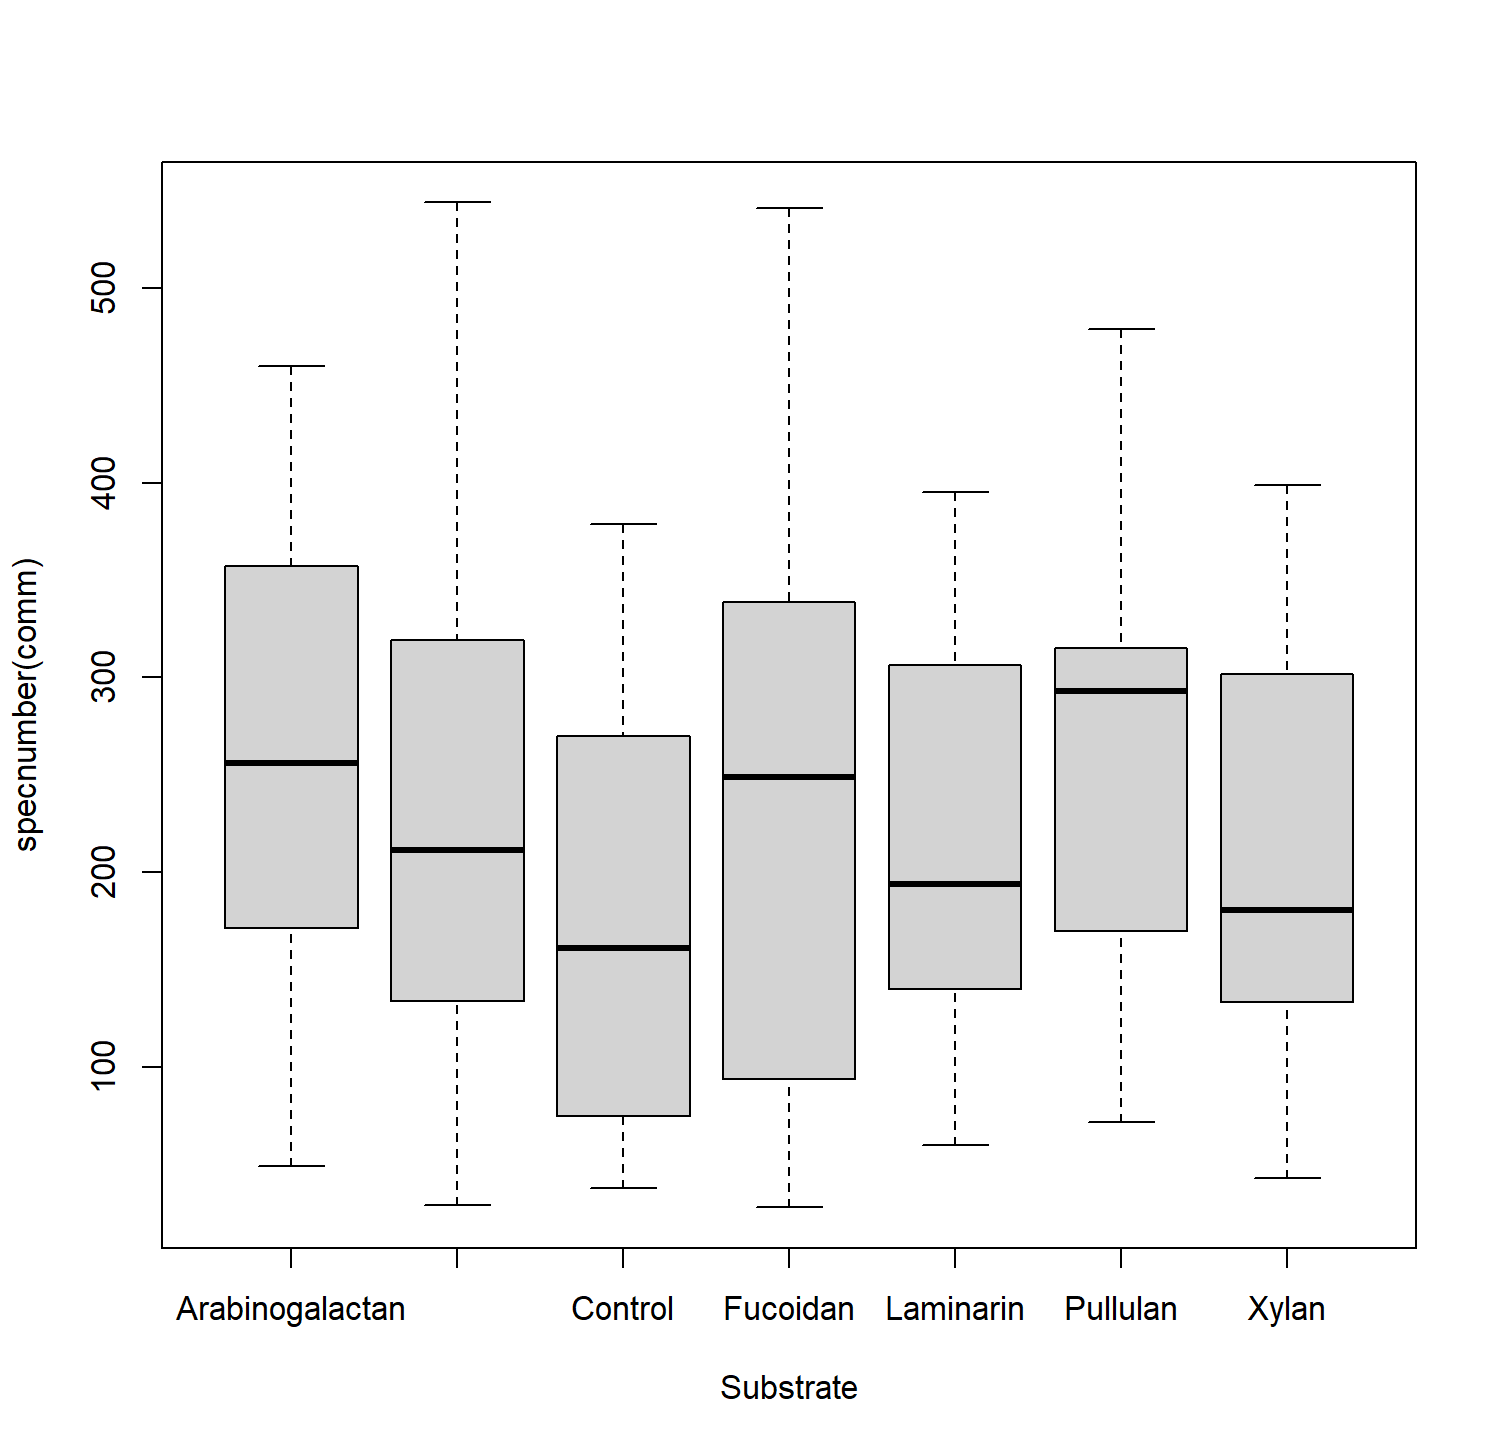 specnumber(comm)
500
400
300
200
100
Arabinogalactan Control Fucoidan Laminarin Pullulan Xylan
Substrate